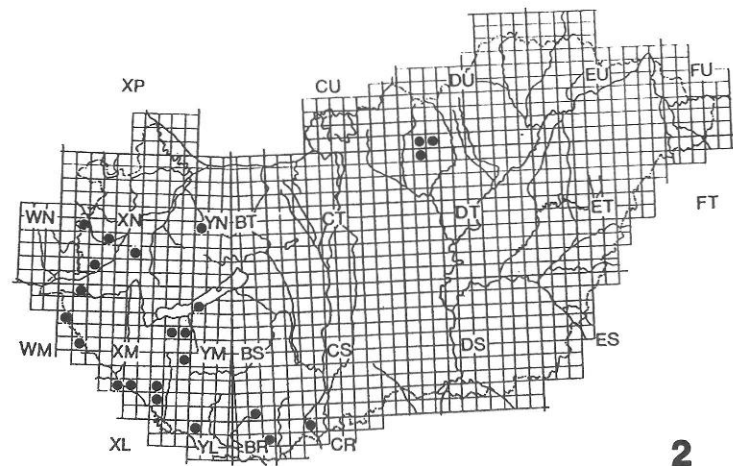 DU EU FU
XP CU
WN XN YN BT CT DT ET FT
WM XM YM BS CS DS ES
XL YL BR CR
2